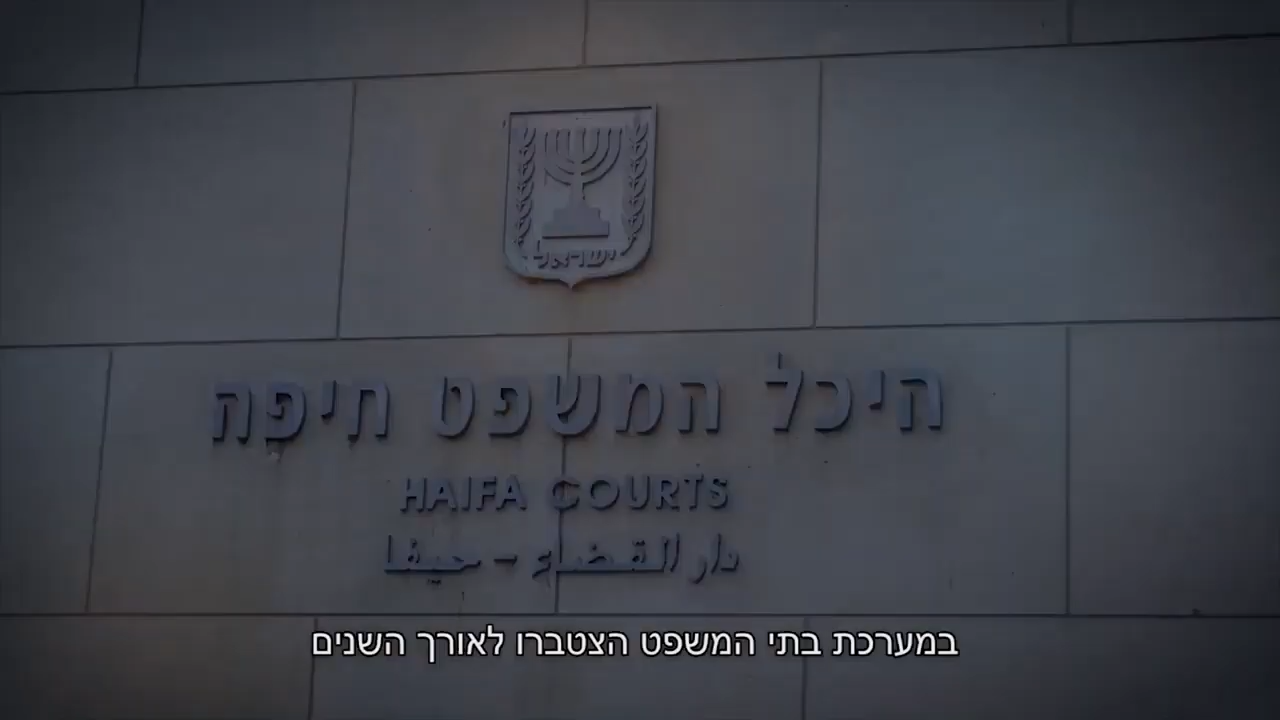 ישראל
היכל המשפט חיפה
HAIFA COURTS
دار القضاء - حيفا
במערכת בתי המשפט הצטברו לאורך השנים